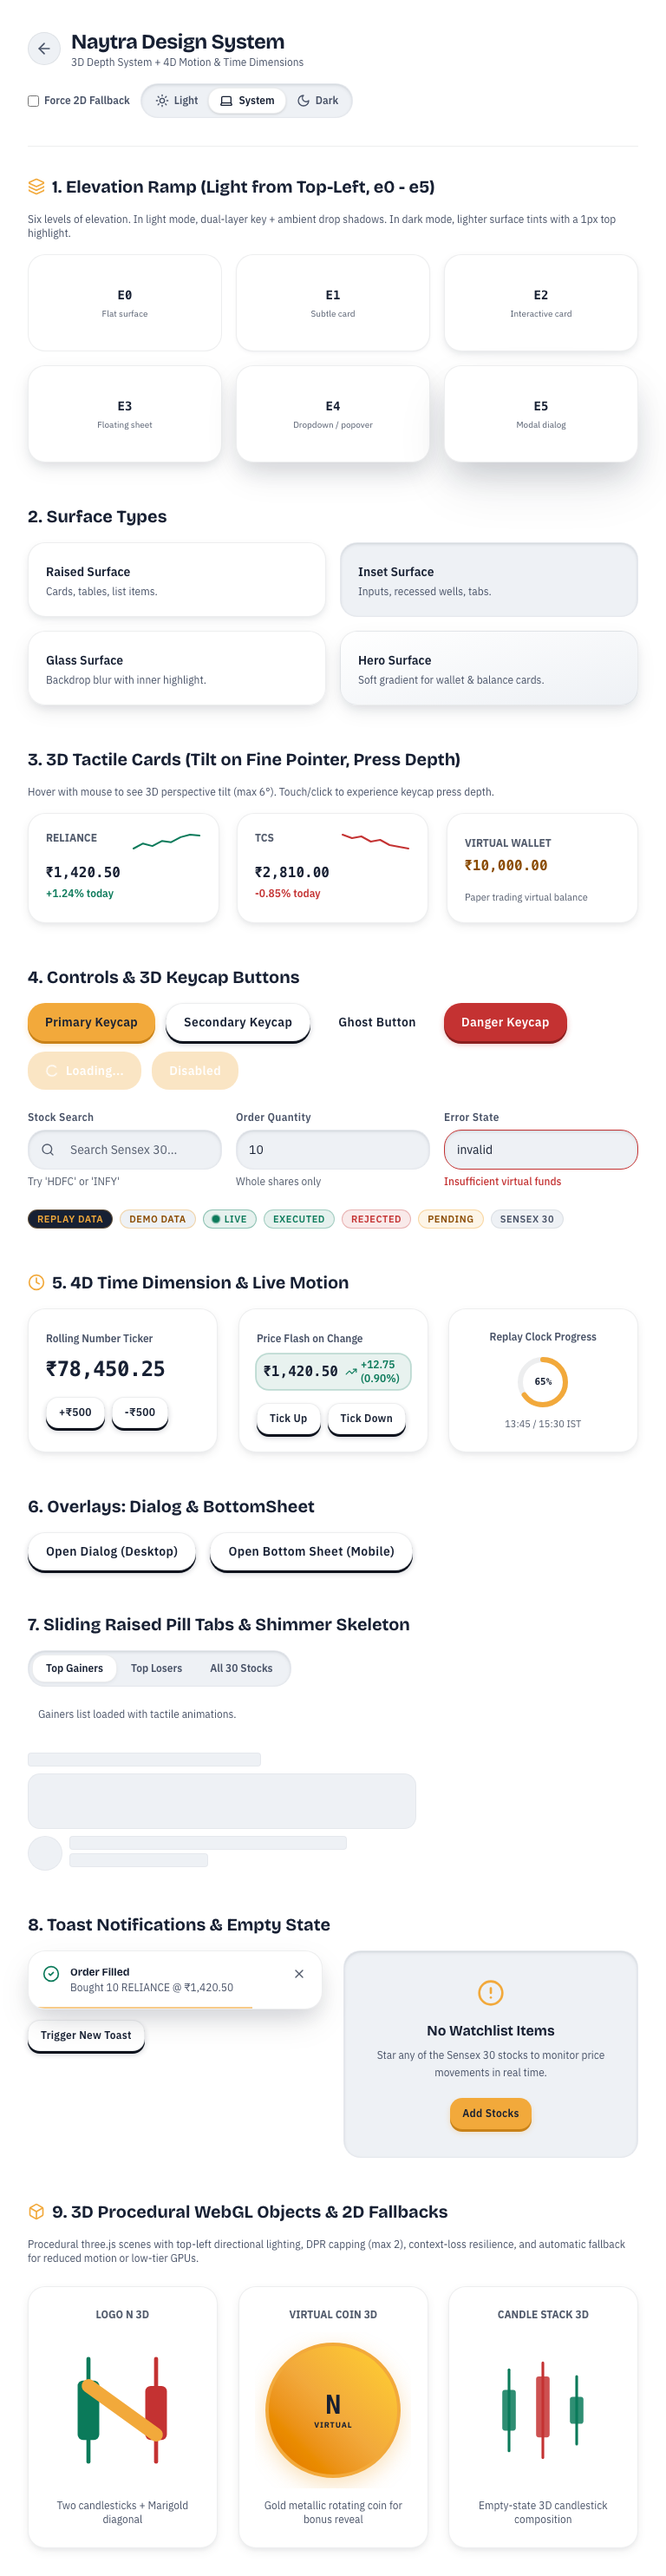 Naytra Design System
3D Depth System + 4D Motion & Time Dimensions
Force 2D Fallback
Light
System
Dark
1. Elevation Ramp (Light from Top-Left, e0 - e5)
Six levels of elevation. In light mode, dual-layer key + ambient drop shadows. In dark mode, lighter surface tints with a 1px top
highlight.
E0
Flat surface
E1
Subtle card
E2
Interactive card
E3
Floating sheet
E4
Dropdown / popover
E5
Modal dialog
2. Surface Types
Raised Surface
Cards, tables, list items.
Inset Surface
Inputs, recessed wells, tabs.
Glass Surface
Backdrop blur with inner highlight.
Hero Surface
Soft gradient for wallet & balance cards.
3. 3D Tactile Cards (Tilt on Fine Pointer, Press Depth)
Hover with mouse to see 3D perspective tilt (max 6°). Touch/click to experience keycap press depth.
RELIANCE
₹1,420.50
+1.24% today
TCS
₹2,810.00
-0.85% today
VIRTUAL WALLET
₹10,000.00
Paper trading virtual balance
4. Controls & 3D Keycap Buttons
Primary Keycap
Secondary Keycap
Ghost Button
Danger Keycap
Loading...
Disabled
Stock Search
Search Sensex 30...
Try 'HDFC' or 'INFY'
Order Quantity
10
Whole shares only
Error State
invalid
Insufficient virtual funds
REPLAY DATA
DEMO DATA
LIVE
EXECUTED
REJECTED
PENDING
SENSEX 30
5. 4D Time Dimension & Live Motion
Rolling Number Ticker
₹78,450.25
+₹500
-₹500
Price Flash on Change
₹1,420.50
+12.75
(0.90%)
Tick Up
Tick Down
Replay Clock Progress
65%
13:45 / 15:30 IST
6. Overlays: Dialog & BottomSheet
Open Dialog (Desktop)
Open Bottom Sheet (Mobile)
7. Sliding Raised Pill Tabs & Shimmer Skeleton
Top Gainers
Top Losers
All 30 Stocks
Gainers list loaded with tactile animations.
8. Toast Notifications & Empty State
Order Filled
Bought 10 RELIANCE @ ₹1,420.50
Trigger New Toast
No Watchlist Items
Star any of the Sensex 30 stocks to monitor price
movements in real time.
Add Stocks
9. 3D Procedural WebGL Objects & 2D Fallbacks
Procedural three.js scenes with top-left directional lighting, DPR capping (max 2), context-loss resilience, and automatic fallback
for reduced motion or low-tier GPUs.
LOGO N 3D
Two candlesticks + Marigold
diagonal
VIRTUAL COIN 3D
N
VIRTUAL
Gold metallic rotating coin for
bonus reveal
CANDLE STACK 3D
Empty-state 3D candlestick
composition